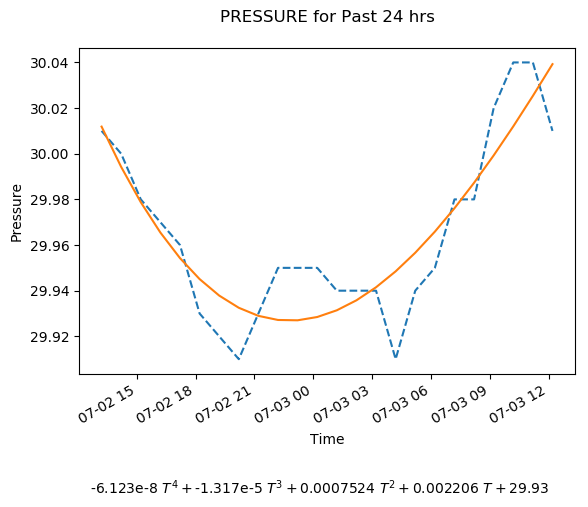 PRESSURE for Past 24 hrs
30.04
30.02
30.00
29.98
29.96
29.94
29.92
Pressure
07-02 15 07-02 18 07-02 21 07-03 00 07-03 03 07-03 06 07-03 09 07-03 12
Time
-6.123e-8 T⁴ + -1.317e-5 T³ + 0.0007524 T² + 0.002206 T + 29.93